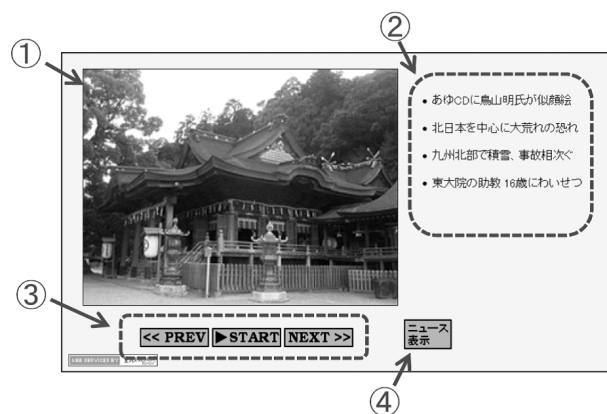 ①
②
• あゆCDに鳥山明氏が似顔絵
• 北日本を中心に大荒れの恐れ
• 九州北部で積雪、事故相次ぐ
• 東大院の助教 16歳にわいせつ
③
<< PREV ▶START NEXT >>
ニュース
表示
WEB SERVICES BY
④